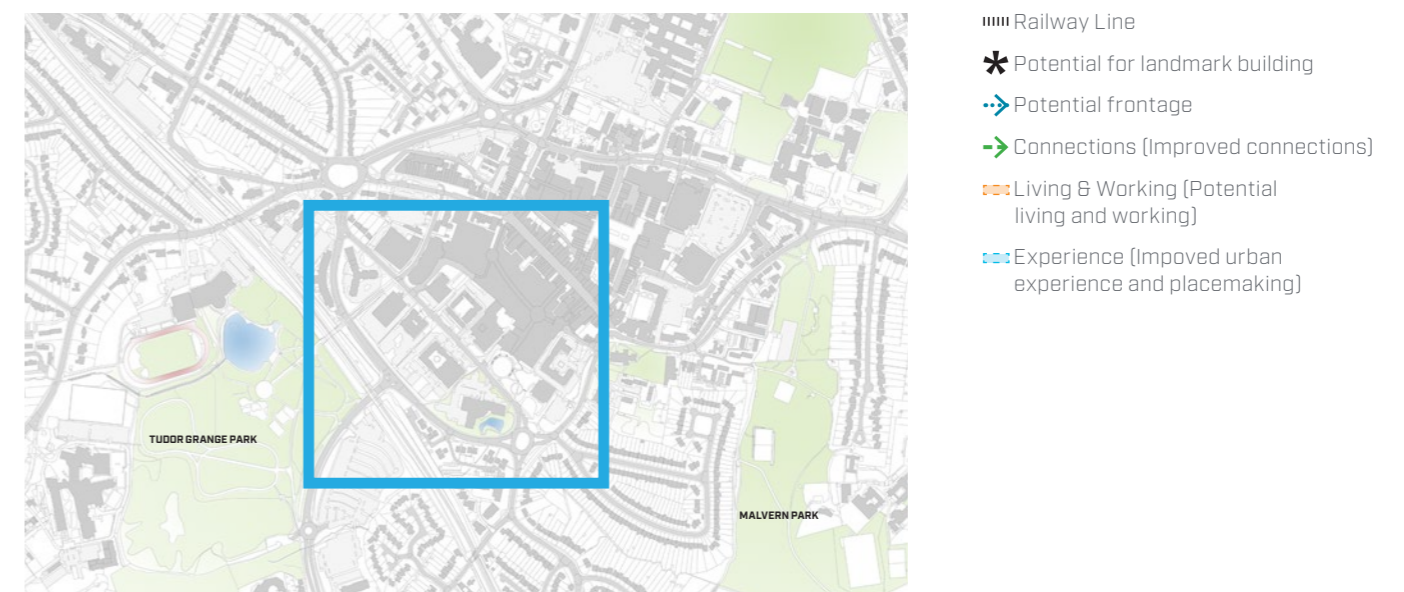 Railway Line
Potential for landmark building
Potential frontage
Connections (Improved connections)
Living & Working (Potential
living and working)
Experience (Impoved urban
experience and placemaking)
TUDOR GRANGE PARK
MALVERN PARK